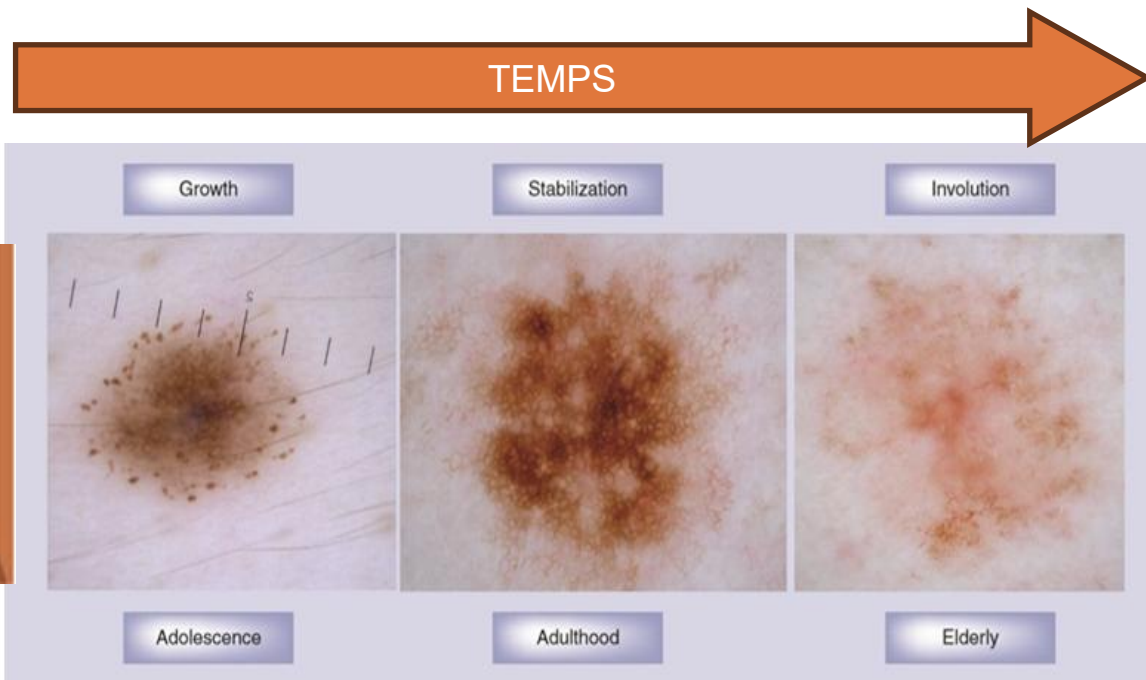 TEMPS
Growth
Stabilization
Involution
Adolescence
Adulthood
Elderly